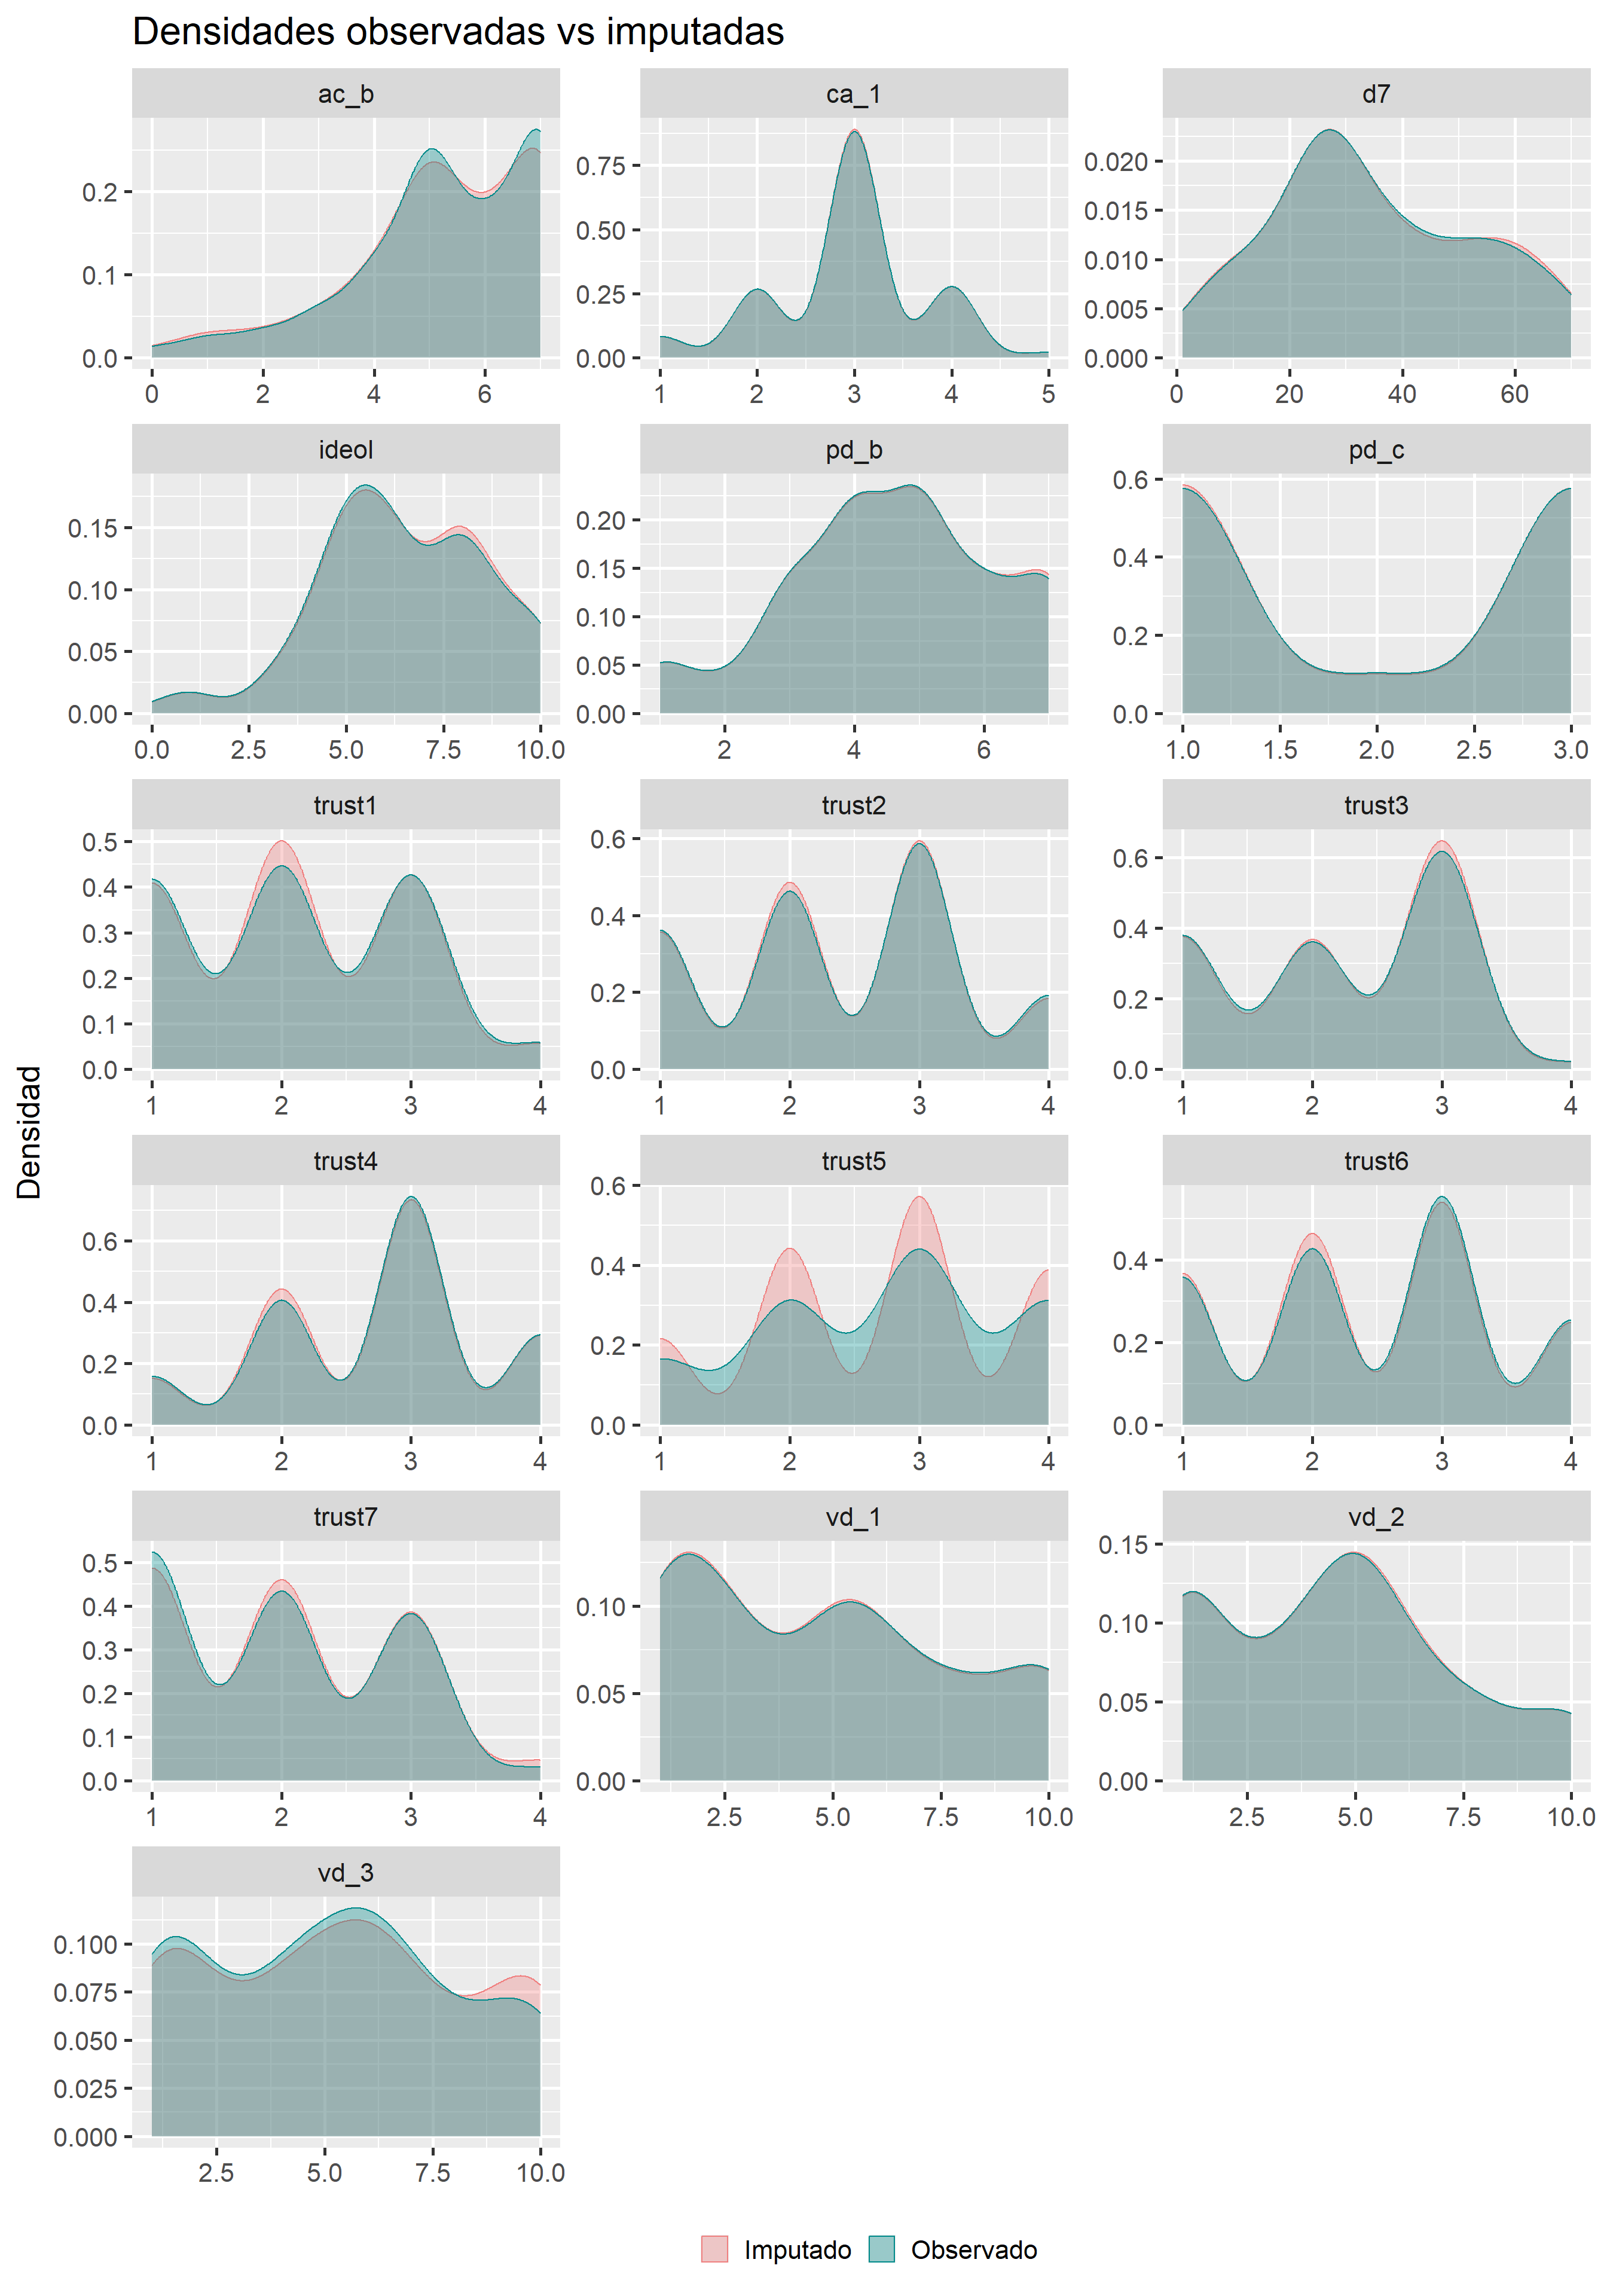 Densidades observadas vs imputadas
ac_b
ca_1
d7
0.2
0.1
0.0
0 2 4 6
0.75
0.50
0.25
0.00
1 2 3 4 5
0.020
0.015
0.010
0.005
0.000
0 20 40 60
ideol
pd_b
pd_c
0.15
0.10
0.05
0.00
0.0 2.5 5.0 7.5 10.0
0.20
0.15
0.10
0.05
0.00
2 4 6
0.6
0.4
0.2
0.0
1.0 1.5 2.0 2.5 3.0
trust1
trust2
trust3
0.5
0.4
0.3
0.2
0.1
0.0
1 2 3 4
0.6
0.4
0.2
0.0
1 2 3 4
0.6
0.4
0.2
0.0
1 2 3 4
Densidad
trust4
trust5
trust6
0.6
0.4
0.2
0.0
1 2 3 4
0.6
0.4
0.2
0.0
1 2 3 4
0.4
0.2
0.0
1 2 3 4
trust7
vd_1
vd_2
0.5
0.4
0.3
0.2
0.1
0.0
1 2 3 4
0.10
0.05
0.00
2.5 5.0 7.5 10.0
0.15
0.10
0.05
0.00
2.5 5.0 7.5 10.0
vd_3
0.100
0.075
0.050
0.025
0.000
2.5 5.0 7.5 10.0
Imputado Observado